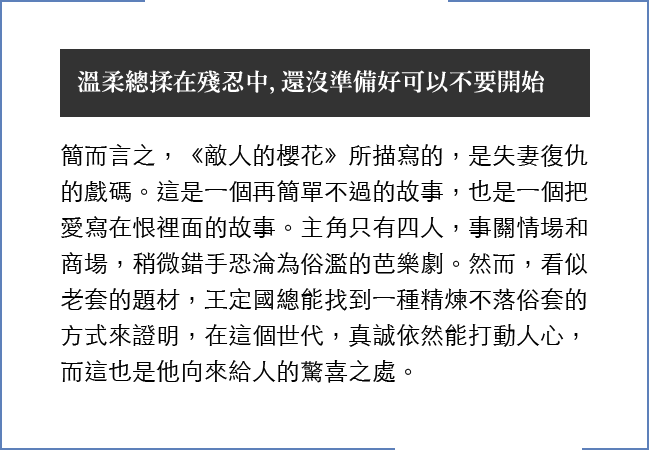 溫柔總揉在殘忍中, 還沒準備好可以不要開始
簡而言之，《敵人的櫻花》所描寫的，是失妻復仇
的戲碼。這是一個再簡單不過的故事，也是一個把
愛寫在恨裡面的故事。主角只有四人，事關情場和
商場，稍微錯手恐淪為俗濫的芭樂劇。然而，看似
老套的題材，王定國總能找到一種精煉不落俗套的
方式來證明，在這個世代，真誠依然能打動人心，
而這也是他向來給人的驚喜之處。